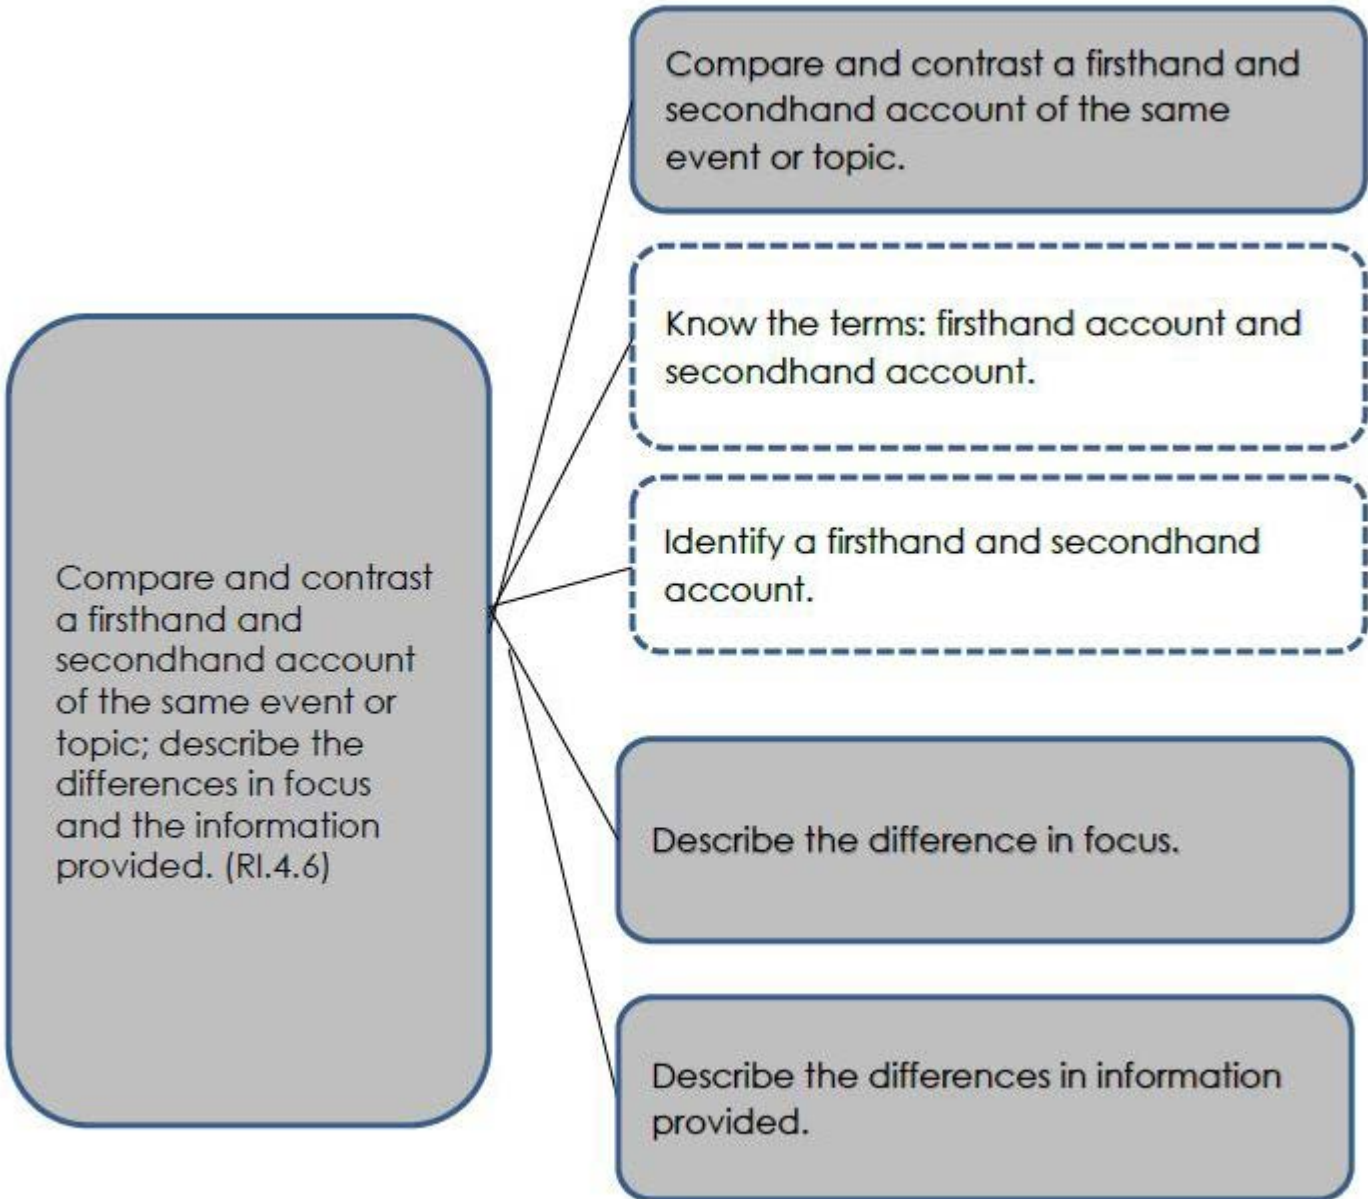 Compare and contrast
a firsthand and
secondhand account
of the same event or
topic; describe the
differences in focus
and the information
provided. (RI.4.6)
Compare and contrast a firsthand and
secondhand account of the same
event or topic.
Know the terms: firsthand account and
secondhand account.
Identify a firsthand and secondhand
account.
Describe the difference in focus.
Describe the differences in information
provided.